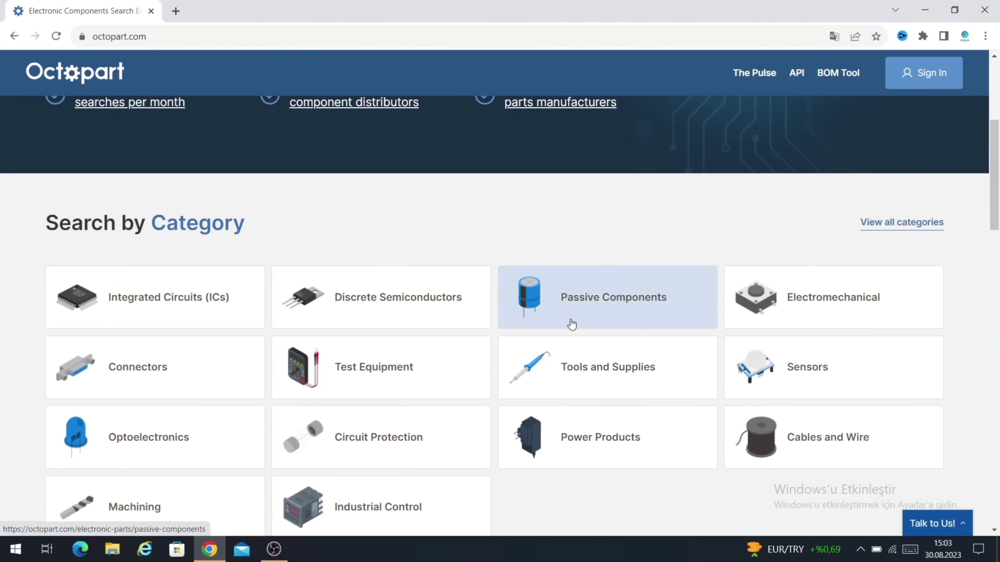 Electronic Components Search E
octopart.com
Octopart
The Pulse
API
BOM Tool
Sign In
searches per month
component distributors
parts manufacturers
Search by Category
View all categories
Integrated Circuits (ICs)
Discrete Semiconductors
Passive Components
Electromechanical
Connectors
Test Equipment
Tools and Supplies
Sensors
Optoelectronics
Circuit Protection
Power Products
Cables and Wire
Machining
Industrial Control
Windows'u Etkinleştir
Windows'u etkinleştirmek için Ayarlar'a gidin.
Talk to Us!
https://octopart.com/electronic-parts/passive-components
EUR/TRY +%0,69
15:03
30.08.2023